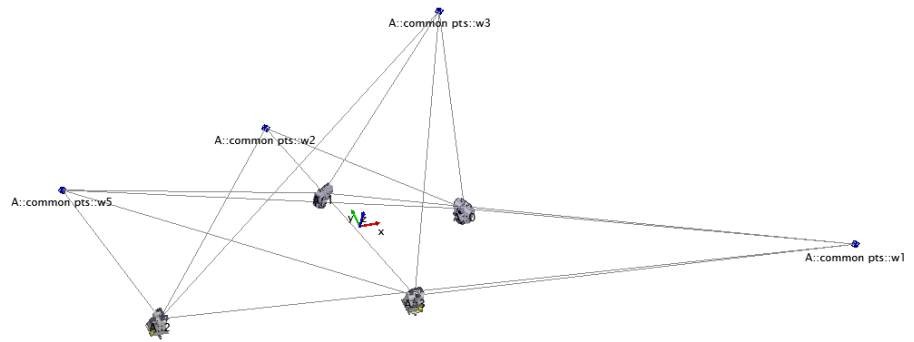 A::common pts::w3
A::common pts::w2
A::common pts::w5
y
z
x
A::common pts::w1